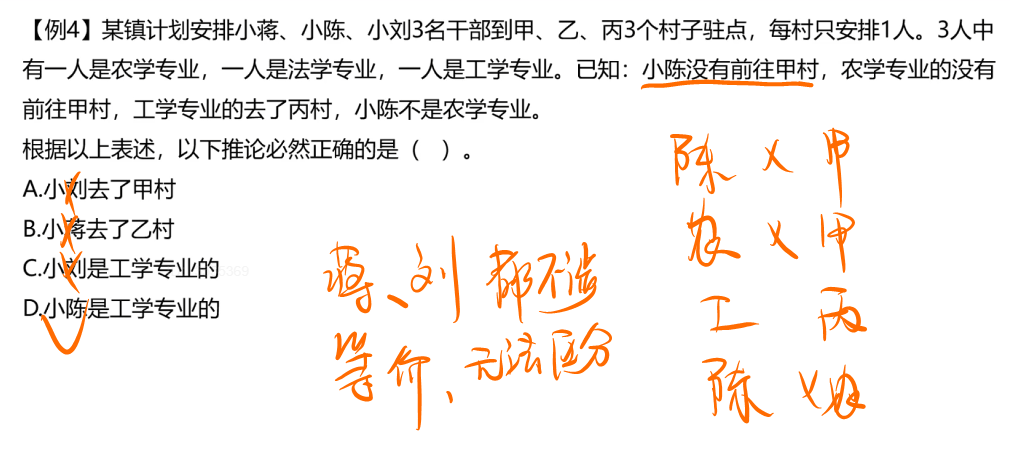 【例4】某镇计划安排小蒋、小陈、小刘3名干部到甲、乙、丙3个村子驻点，每村只安排1人。3人中
有一人是农学专业，一人是法学专业，一人是工学专业。已知：小陈没有前往甲村，农学专业的没有
前往甲村，工学专业的去了丙村，小陈不是农学专业。
根据以上表述，以下推论必然正确的是（ ）。
A.小刘去了甲村
B.小蒋去了乙村
C.小刘是工学专业的
D.小陈是工学专业的
陈 × 甲
农 × 甲
工 丙
陈 × 农
蒋、刘 都不涉
等价、无法区分